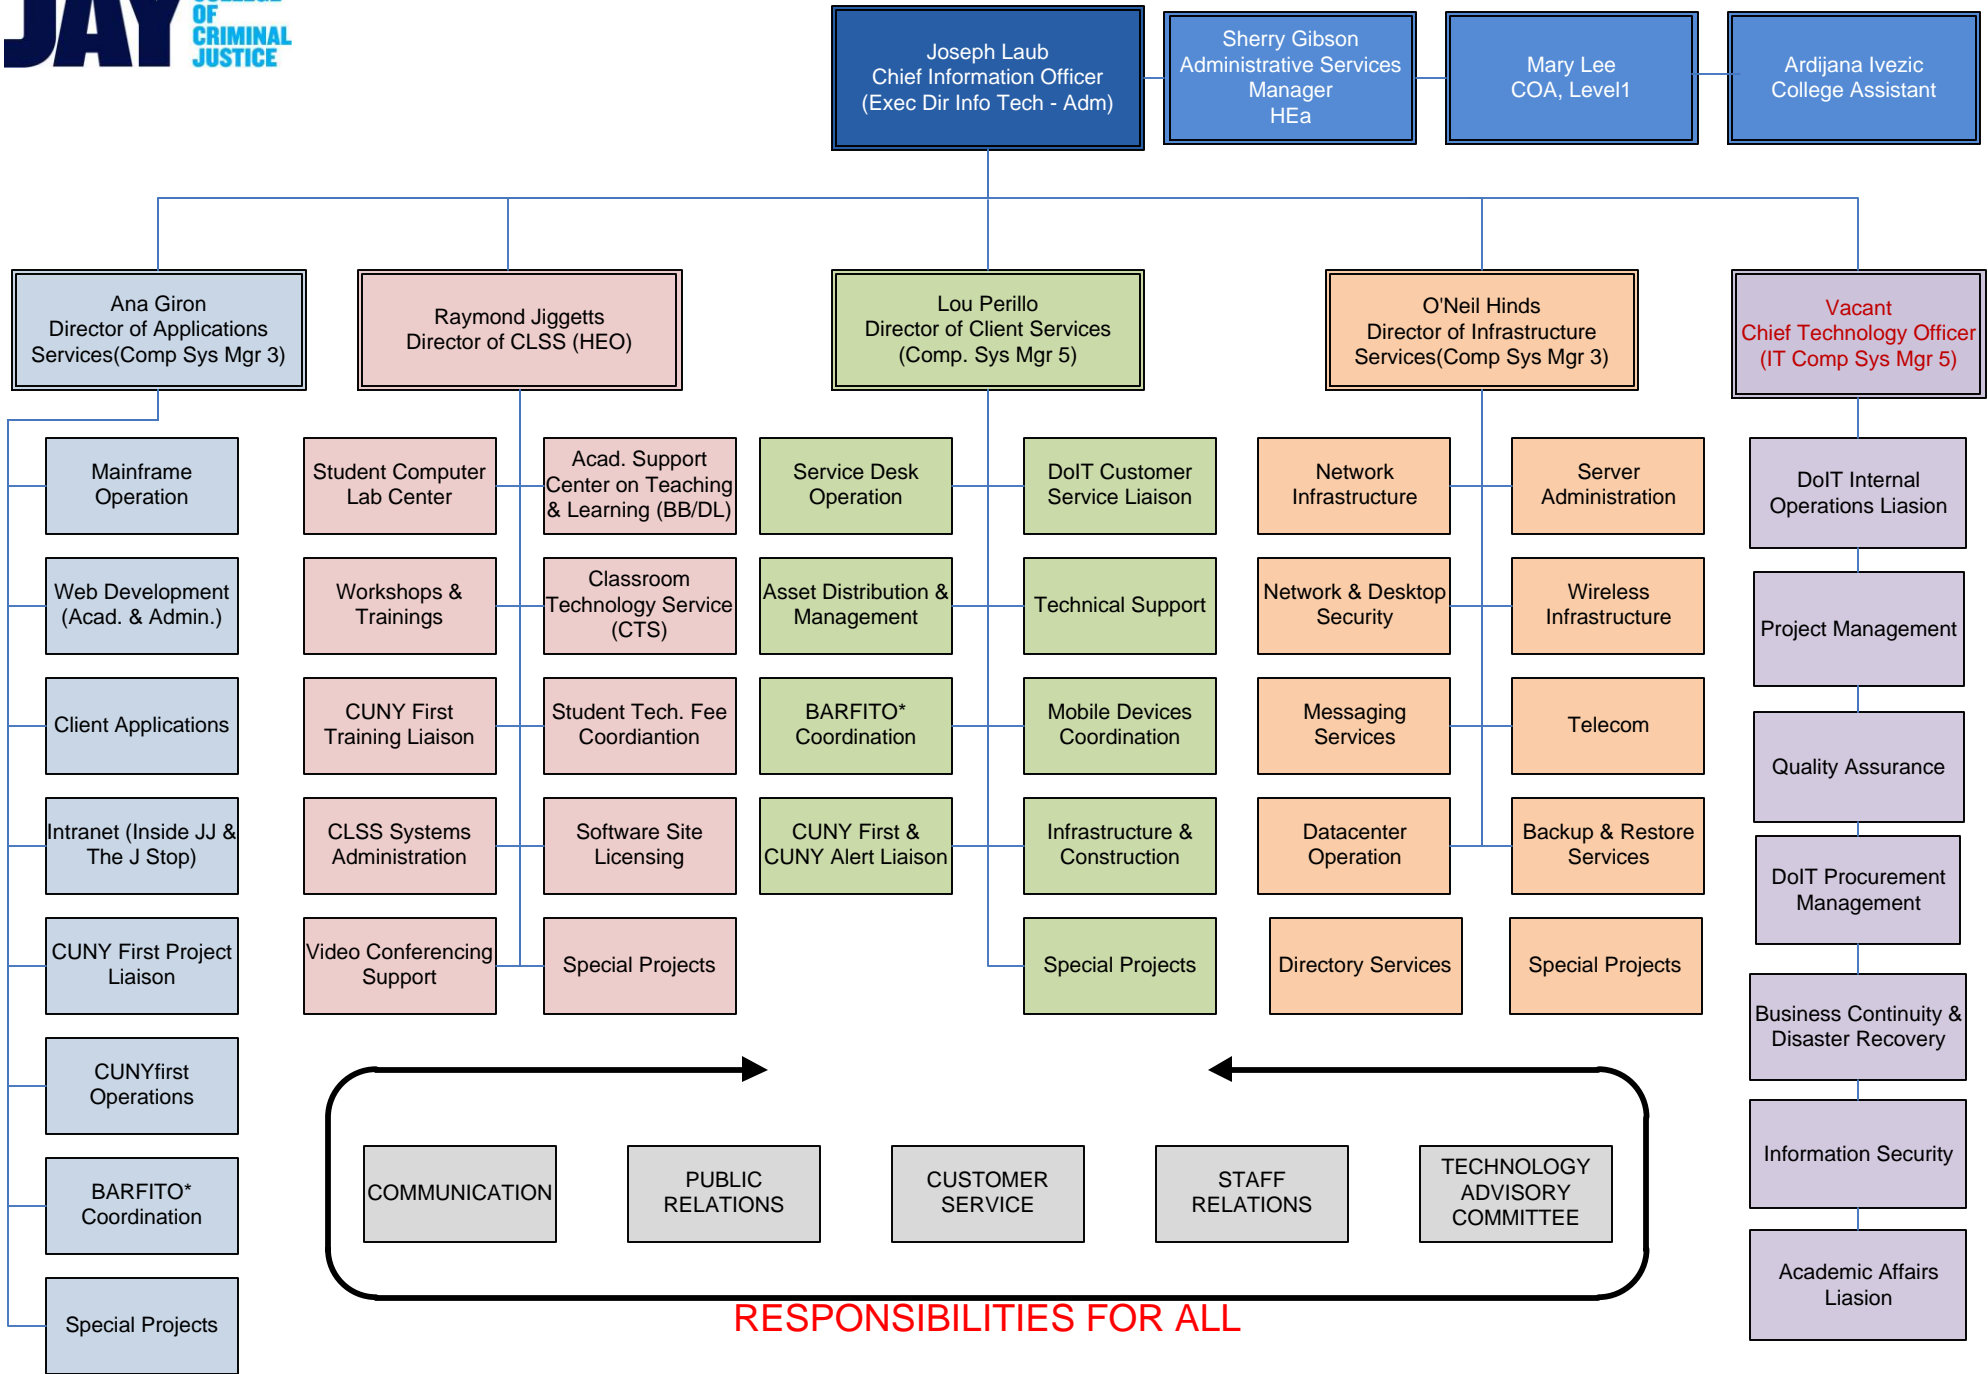 JAY
OF
CRIMINAL
JUSTICE
Joseph Laub
Chief Information Officer
(Exec Dir Info Tech - Adm)
Sherry Gibson
Administrative Services
Manager
HEa
Mary Lee
COA, Level1
Ardijana Ivezic
College Assistant
Ana Giron
Director of Applications
Services(Comp Sys Mgr 3)
Raymond Jiggetts
Director of CLSS (HEO)
Lou Perillo
Director of Client Services
(Comp. Sys Mgr 5)
O'Neil Hinds
Director of Infrastructure
Services(Comp Sys Mgr 3)
Vacant
Chief Technology Officer
(IT Comp Sys Mgr 5)
Mainframe
Operation
Web Development
(Acad. & Admin.)
Client Applications
Intranet (Inside JJ &
The J Stop)
CUNY First Project
Liaison
CUNYfirst
Operations
BARFITO*
Coordination
Special Projects
Student Computer
Lab Center
Acad. Support
Center on Teaching
& Learning (BB/DL)
Workshops &
Trainings
Classroom
Technology Service
(CTS)
CUNY First
Training Liaison
Student Tech. Fee
Coordiantion
CLSS Systems
Administration
Software Site
Licensing
Video Conferencing
Support
Special Projects
Service Desk
Operation
DoIT Customer
Service Liaison
Asset Distribution &
Management
Technical Support
BARFITO*
Coordination
Mobile Devices
Coordination
CUNY First &
CUNY Alert Liaison
Infrastructure &
Construction
Special Projects
Network
Infrastructure
Server
Administration
Network & Desktop
Security
Wireless
Infrastructure
Messaging
Services
Telecom
Datacenter
Operation
Backup & Restore
Services
Directory Services
Special Projects
DoIT Internal
Operations Liasion
Project Management
Quality Assurance
DoIT Procurement
Management
Business Continuity &
Disaster Recovery
Information Security
Academic Affairs
Liasion
COMMUNICATION
PUBLIC
RELATIONS
CUSTOMER
SERVICE
STAFF
RELATIONS
TECHNOLOGY
ADVISORY
COMMITTEE
RESPONSIBILITIES FOR ALL